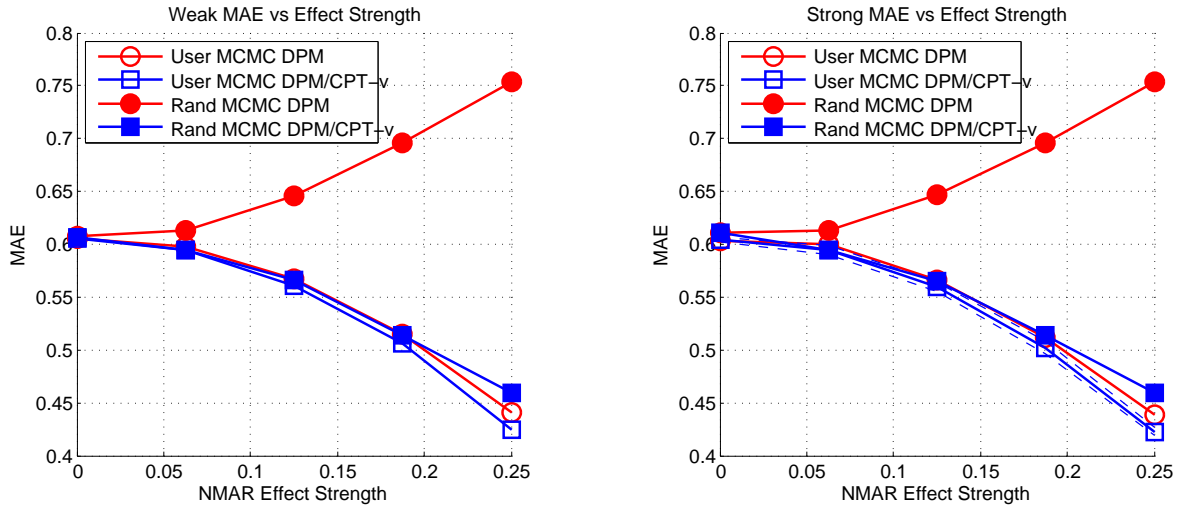 Weak MAE vs Effect Strength
0.8
0.75
0.7
0.65
0.6
0.55
0.5
0.45
0.4
MAE
User MCMC DPM
User MCMC DPM/CPT−v
Rand MCMC DPM
Rand MCMC DPM/CPT−v
0 0.05 0.1 0.15 0.2 0.25
NMAR Effect Strength
Strong MAE vs Effect Strength
0.8
0.75
0.7
0.65
0.6
0.55
0.5
0.45
0.4
MAE
User MCMC DPM
User MCMC DPM/CPT−v
Rand MCMC DPM
Rand MCMC DPM/CPT−v
0 0.05 0.1 0.15 0.2 0.25
NMAR Effect Strength